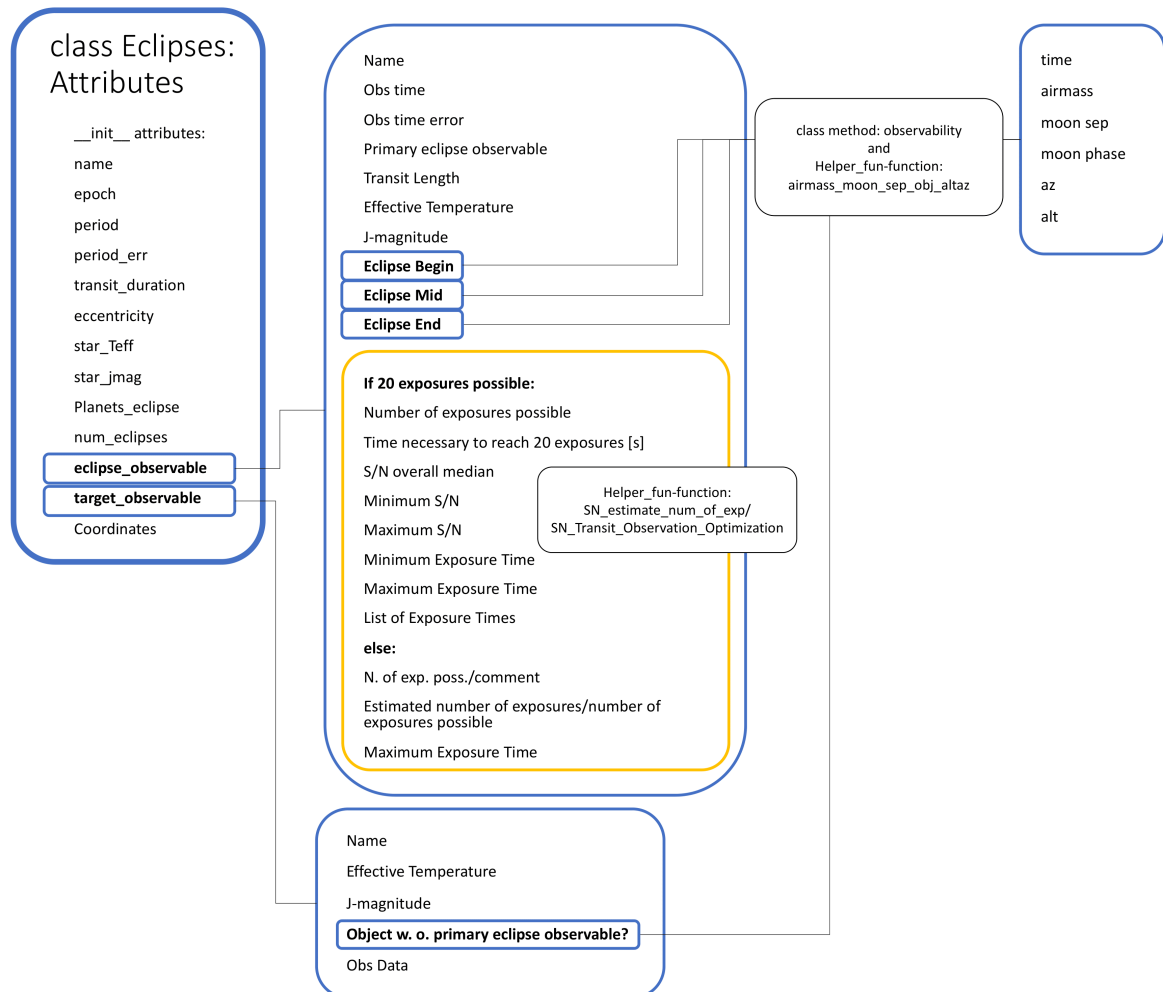 class Eclipses:
Attributes
__init__ attributes:
name
epoch
period
period_err
transit_duration
eccentricity
star_Teff
star_jmag
Planets_eclipse
num_eclipses
eclipse_observable
target_observable
Coordinates
Name
Obs time
Obs time error
Primary eclipse observable
Transit Length
Effective Temperature
J-magnitude
Eclipse Begin
Eclipse Mid
Eclipse End
If 20 exposures possible:
Number of exposures possible
Time necessary to reach 20 exposures [s]
S/N overall median
Minimum S/N
Maximum S/N
Minimum Exposure Time
Maximum Exposure Time
List of Exposure Times
else:
N. of exp. poss./comment
Estimated number of exposures/number of
exposures possible
Maximum Exposure Time
Helper_fun-function:
SN_estimate_num_of_exp/
SN_Transit_Observation_Optimization
class method: observability
and
Helper_fun-function:
airmass_moon_sep_obj_altaz
time
airmass
moon sep
moon phase
az
alt
Name
Effective Temperature
J-magnitude
Object w. o. primary eclipse observable?
Obs Data